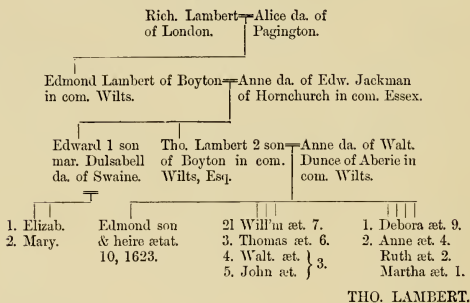 Rich. Lambert=Alice da. of
of London. Pagington.
Edmond Lambert of Boyton=Anne da. of Edw. Jackman
in com. Wilts. of Hornchurch in com. Essex.
Edward 1 son
mar. Dulsabell
da. of Swaine.
Tho. Lambert 2 son=Anne da. of Walt.
of Boyton in com. Dunce of Aberie in
Wilts, Esq. com. Wilts.
1. Elizab.
2. Mary.
Edmond son
& heire ætat.
10, 1623.
21 Will'm æt. 7.
3. Thomas æt. 6.
4. Walt. æt. } 3.
5. John æt.
1. Debora æt. 9.
2. Anne æt. 4.
Ruth æt. 2.
Martha æt. 1.
THO. LAMBERT.